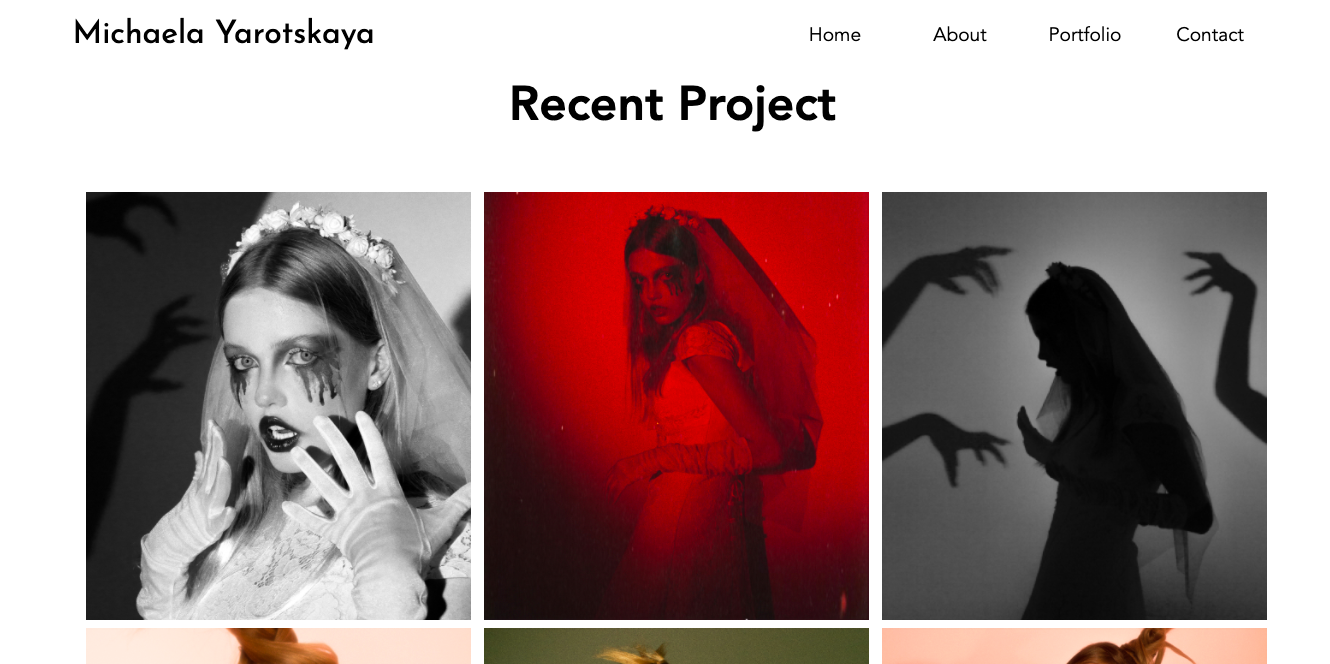 Michaela Yarotskaya
Home About Portfolio Contact
Recent Project